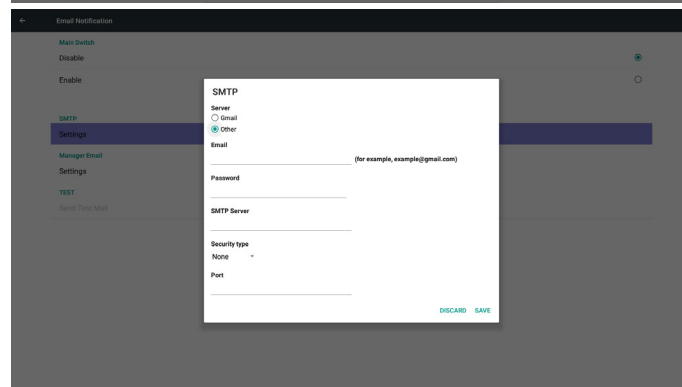 Email Notification
Main Switch
Disable
Enable
SMTP
Settings
Manager Email
Settings
TEST
Send Test Mail
SMTP
Server
Gmail
Other
Email
(for example, example@gmail.com)
Password
SMTP Server
Security type
None
Port
DISCARD SAVE